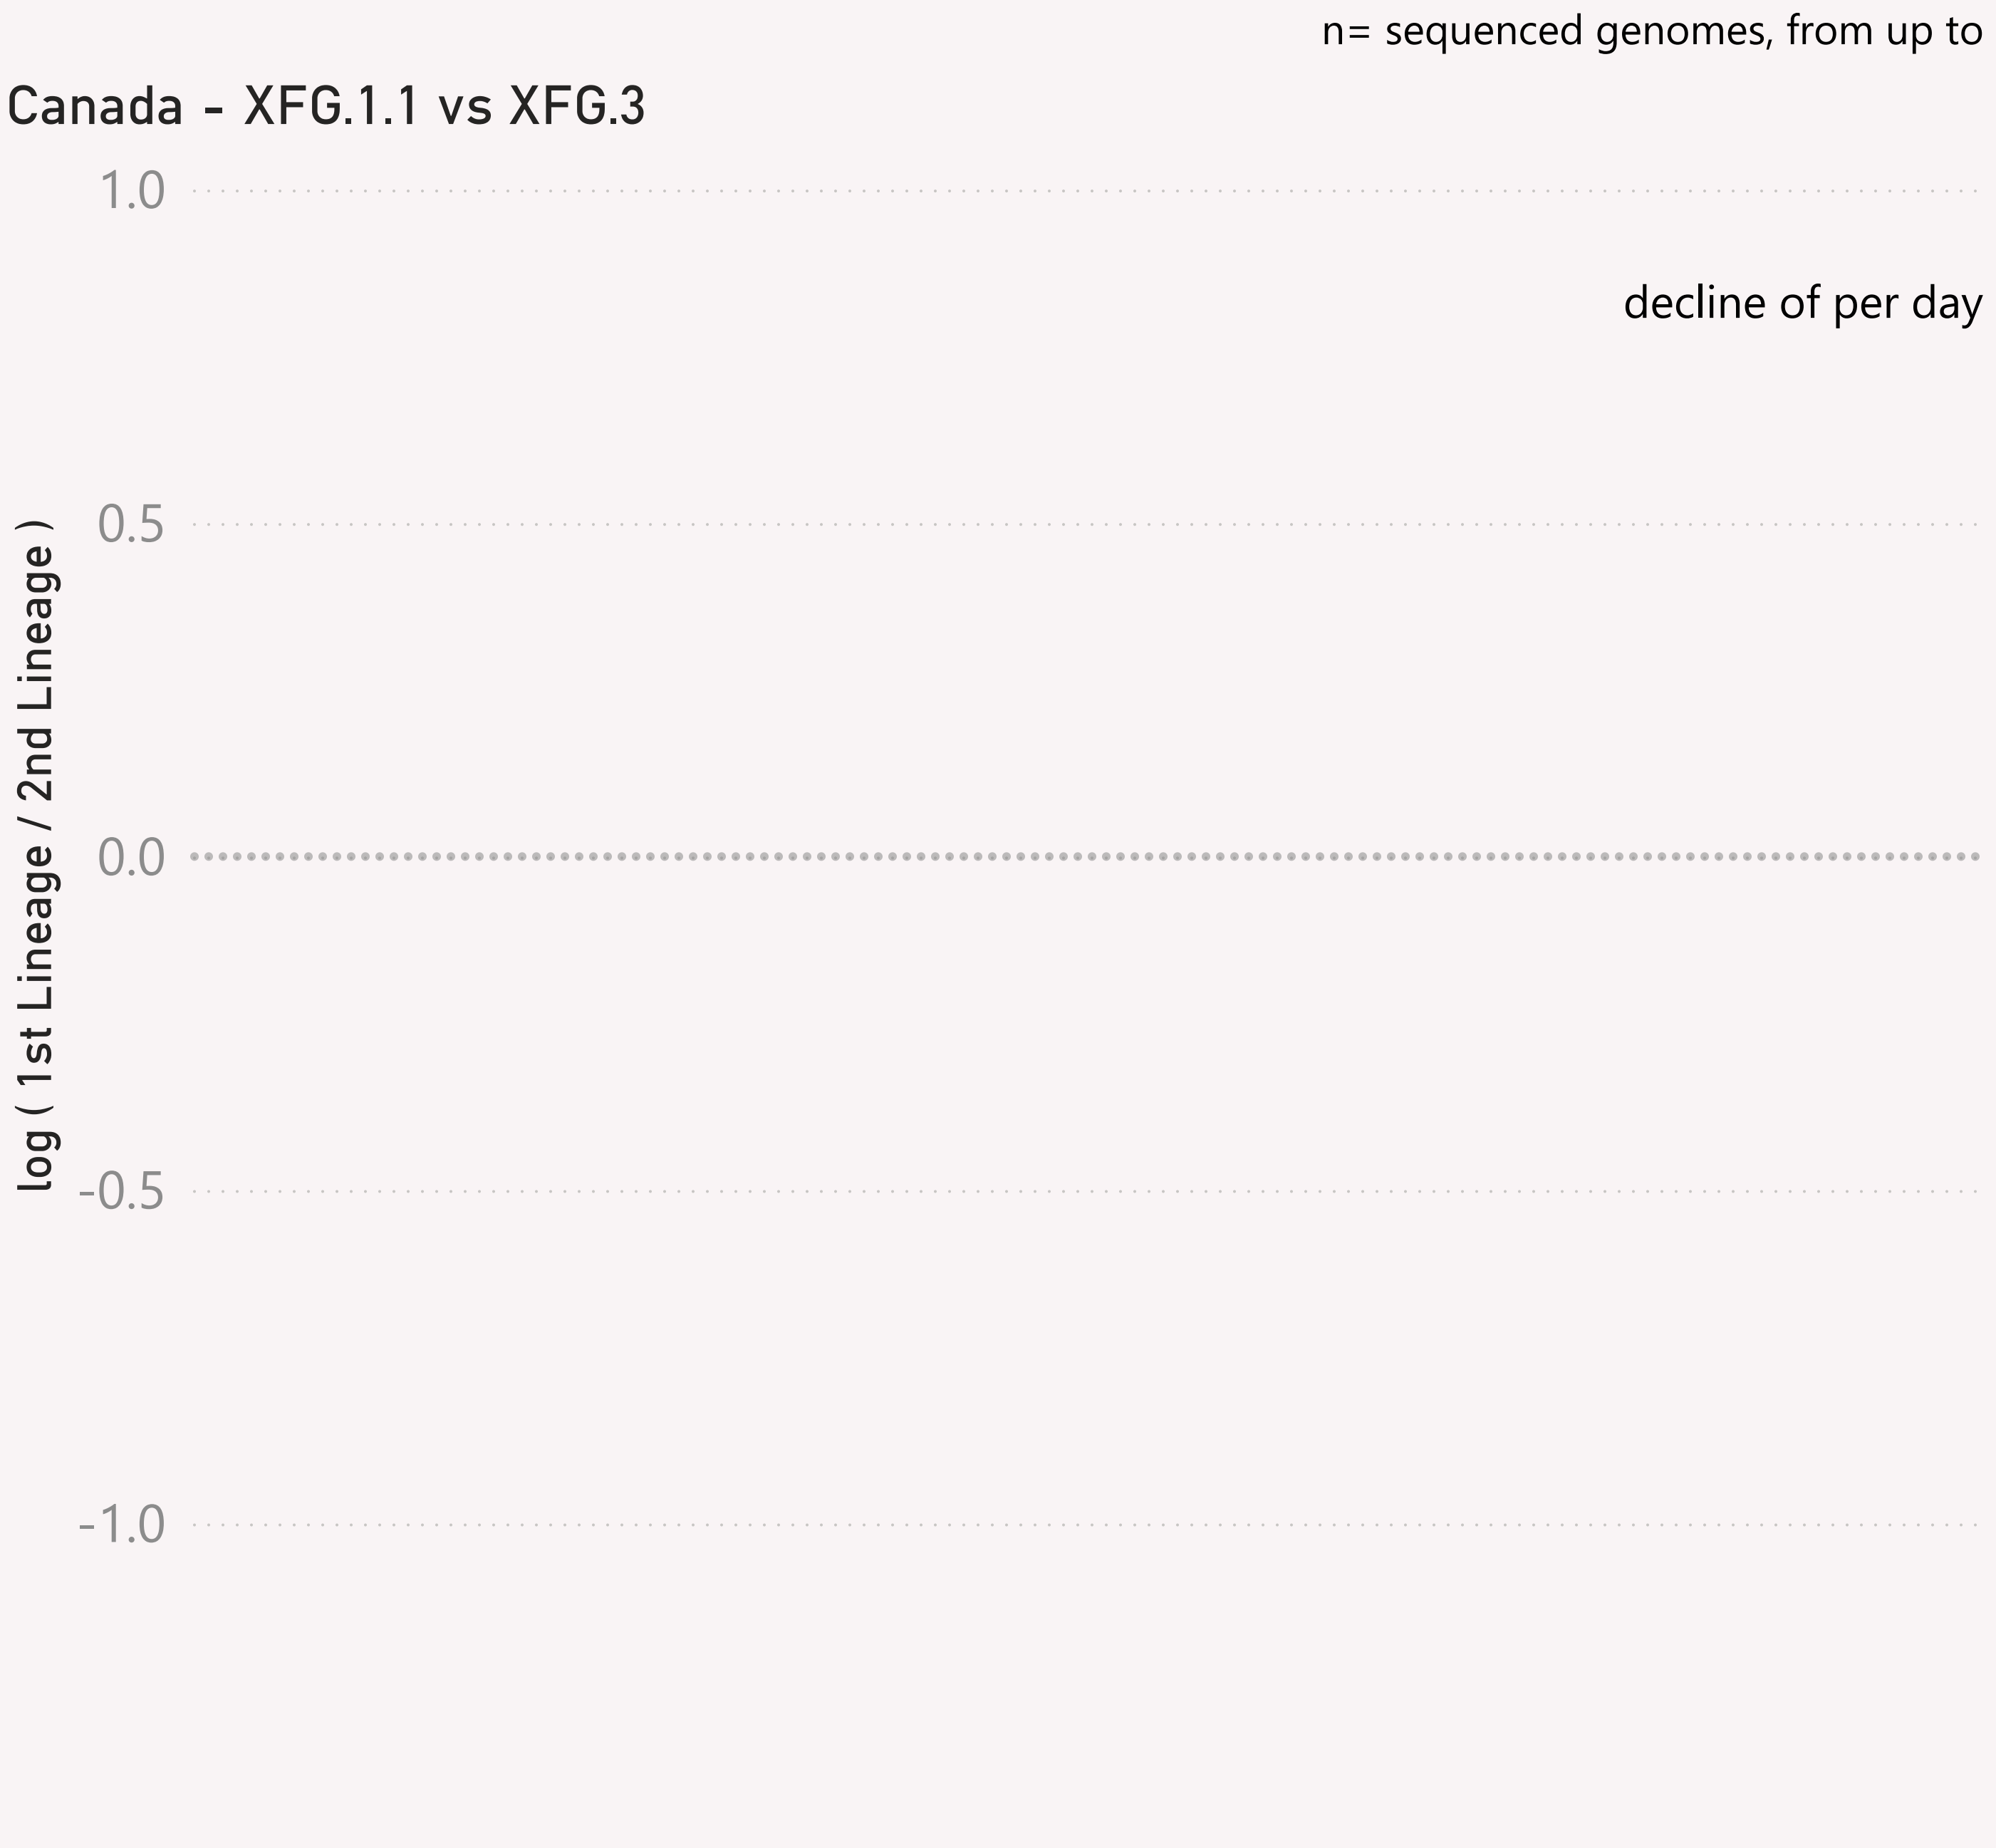 n= sequenced genomes, from up to
Canada - XFG.1.1 vs XFG.3
1.0
decline of per day
0.5
log ( 1st Lineage / 2nd Lineage )
0.0
-0.5
-1.0